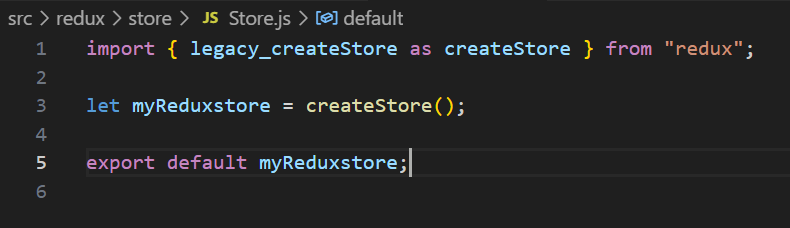 src > redux > store > JS Store.js > default
1 import { legacy_createStore as createStore } from "redux";
2
3 let myReduxstore = createStore();
4
5 export default myReduxstore;
6